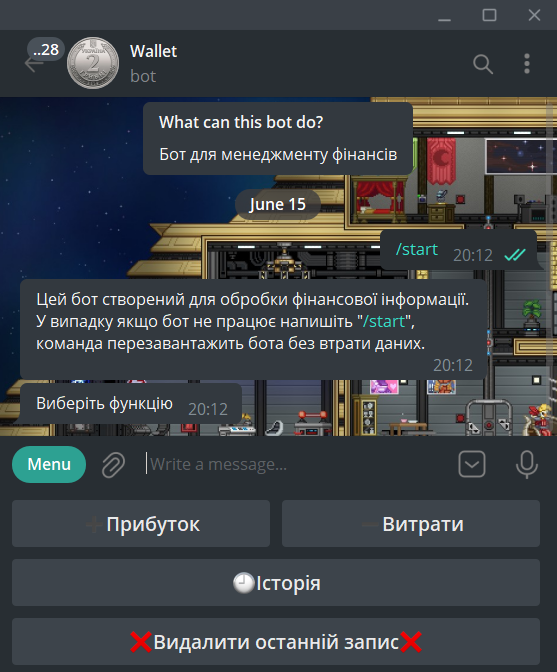 ..28
Wallet
bot
What can this bot do?
Бот для менеджменту фінансів
June 15
/start 20:12
Цей бот створений для обробки фінансової інформації.
У випадку якщо бот не працює напишіть "/start",
команда перезавантажить бота без втрати даних.
20:12
Виберіть функцію 20:12
Menu Write a message...
➕Прибуток ➖Витрати
🕘Історія
❌Видалити останній запис❌